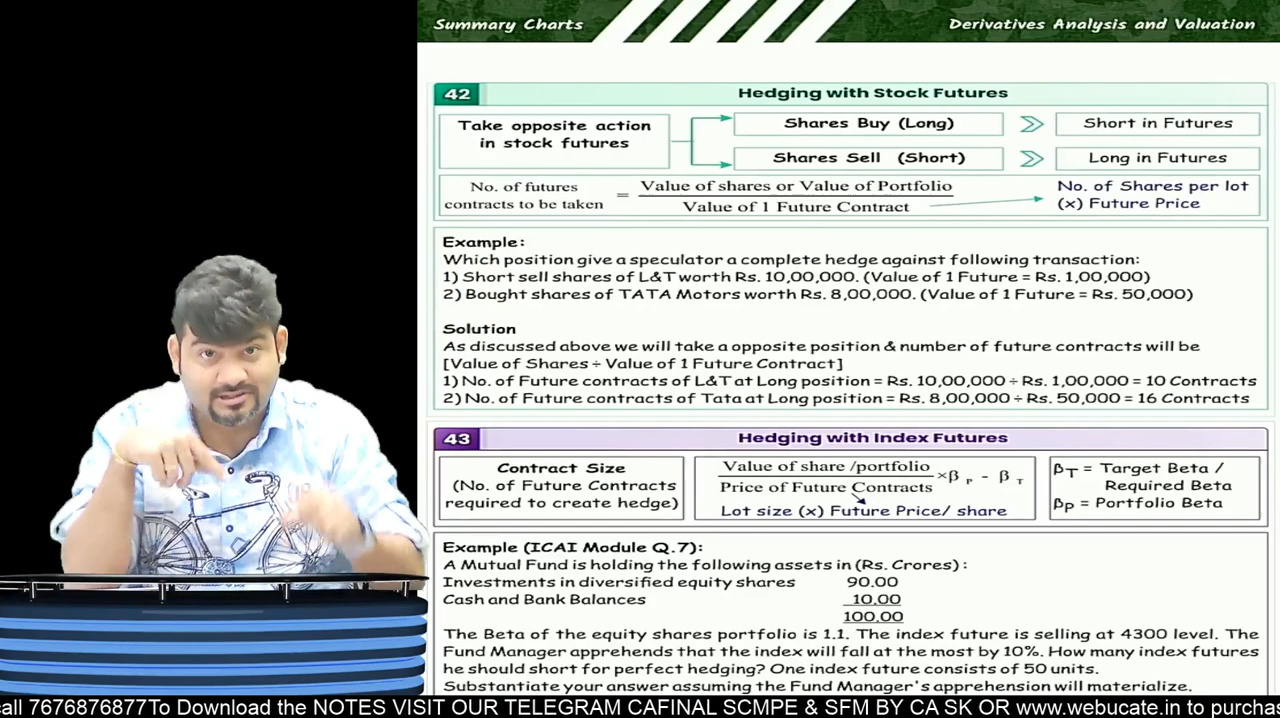 Summary Charts
Derivatives Analysis and Valuation
42
Hedging with Stock Futures
Take opposite action
in stock futures
Shares Buy (Long)
Short in Futures
Shares Sell (Short)
Long in Futures
No. of futures
contracts to be taken
=
Value of shares or Value of Portfolio
Value of 1 Future Contract
No. of Shares per lot
(x) Future Price
Example:
Which position give a speculator a complete hedge against following transaction:
1) Short sell shares of L&T worth Rs. 10,00,000. (Value of 1 Future = Rs. 1,00,000)
2) Bought shares of TATA Motors worth Rs. 8,00,000. (Value of 1 Future = Rs. 50,000)
Solution
As discussed above we will take a opposite position & number of future contracts will be
[Value of Shares ÷ Value of 1 Future Contract]
1) No. of Future contracts of L&T at Long position = Rs. 10,00,000 ÷ Rs. 1,00,000 = 10 Contracts
2) No. of Future contracts of Tata at Long position = Rs. 8,00,000 ÷ Rs. 50,000 = 16 Contracts
43
Hedging with Index Futures
Contract Size
(No. of Future Contracts
required to create hedge)
Value of share /portfolio
Price of Future Contracts
×β P - β T
Lot size (x) Future Price/ share
βT = Target Beta /
Required Beta
βP = Portfolio Beta
Example (ICAI Module Q.7):
A Mutual Fund is holding the following assets in (Rs. Crores):
Investments in diversified equity shares 90.00
Cash and Bank Balances 10.00
100.00
The Beta of the equity shares portfolio is 1.1. The index future is selling at 4300 level. The
Fund Manager apprehends that the index will fall at the most by 10%. How many index futures
he should short for perfect hedging? One index future consists of 50 units.
Substantiate your answer assuming the Fund Manager's apprehension will materialize.
call 7676876877To Download the NOTES VISIT OUR TELEGRAM CAFINAL SCMPE & SFM BY CA SK OR www.webucate.in to purchas